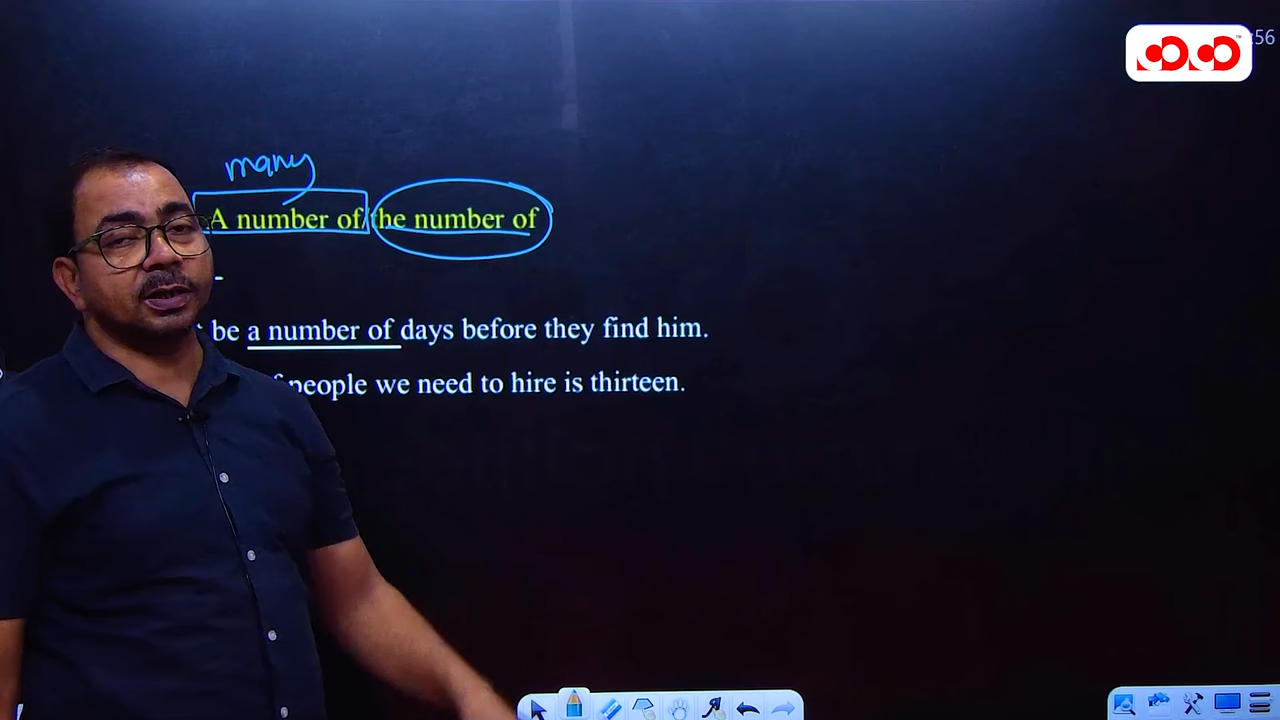 many
A number of/the number of
be a number of days before they find him.
people we need to hire is thirteen.
:56